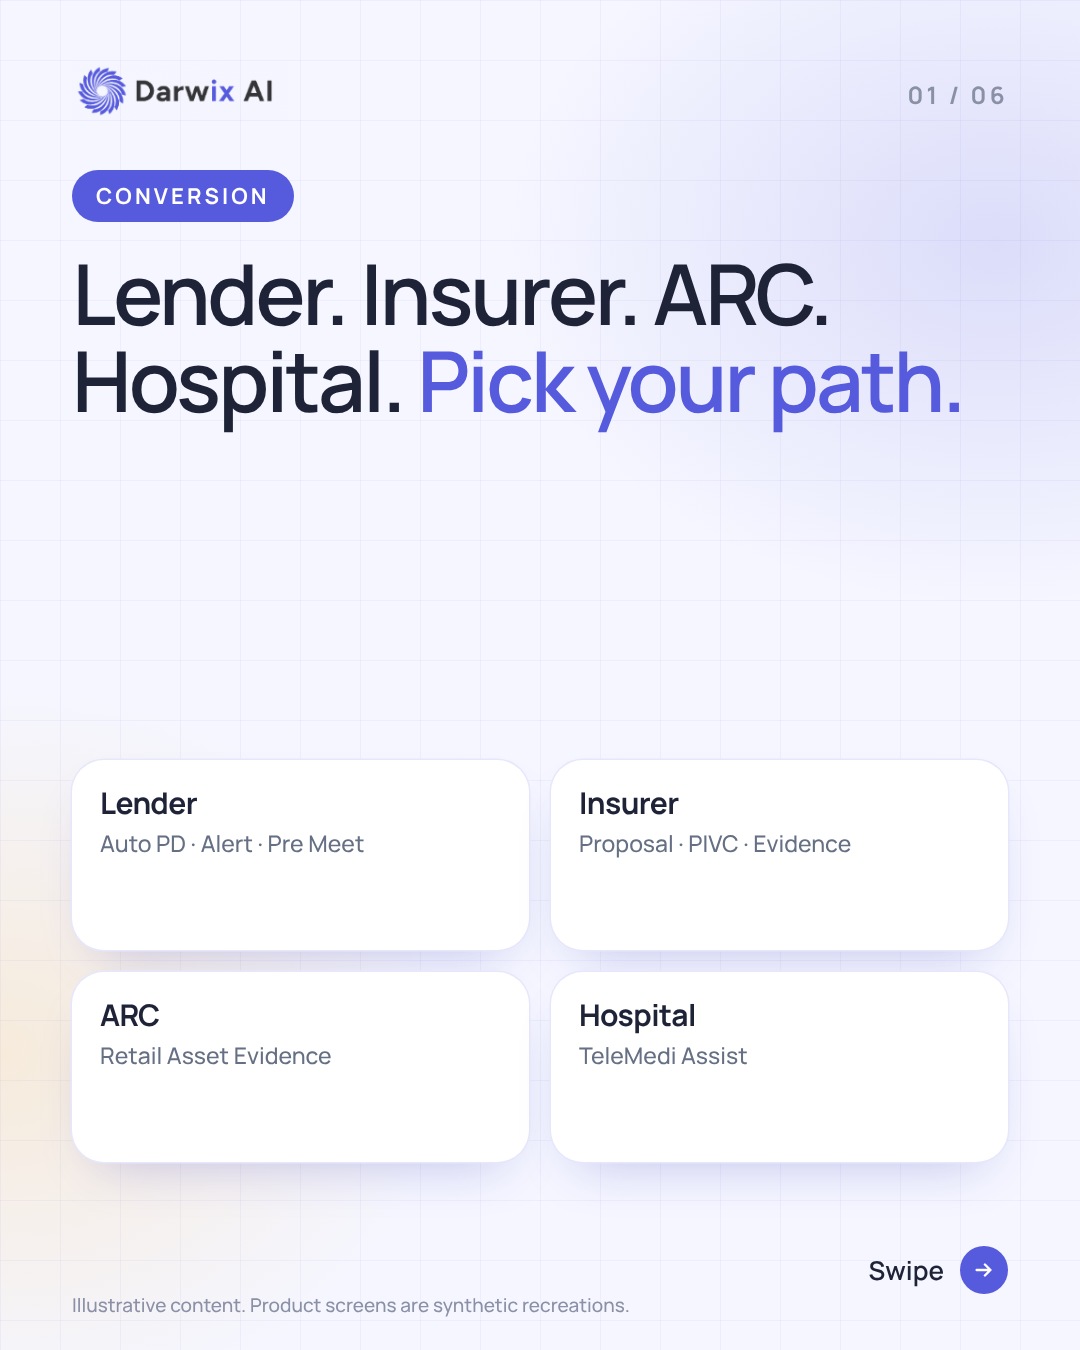 Darwix AI
01 / 06
CONVERSION
Lender. Insurer. ARC.
Hospital. Pick your path.
Lender
Auto PD · Alert · Pre Meet
Insurer
Proposal · PIVC · Evidence
ARC
Retail Asset Evidence
Hospital
TeleMedi Assist
Swipe
Illustrative content. Product screens are synthetic recreations.